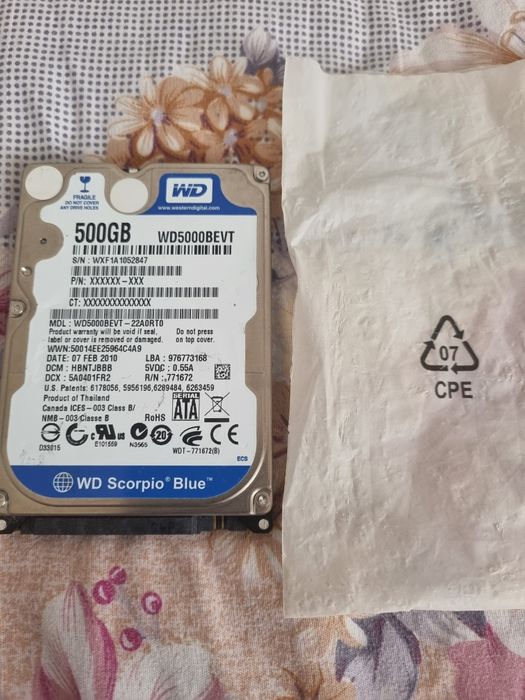 FRAGILE
DO NOT COVER
ANY DRIVE HOLES
WD
www.westerndigital.com
500GB WD5000BEVT
S/N: WXF1A1052847
P/N: XXXXXX-XXX
CT: XXXXXXXXXXXXXX
MDL: WD5000BEVT-22A0RT0
Product warranty will be void if seal, Do not press
label or cover is removed or damaged. on top cover.
WWN:50014EE25964C4A9
DATE: 07 FEB 2010 LBA: 976773168
DCM: HBNTJBBB 5VDC: 0.55A
DCX: 5A0401FR2 R/N: 771672
U.S. Patents: 6178056, 5956196,6289484, 6263459
Product of Thailand
Canada ICES-003 Class B/
NMB-003 Classe B RoHS
SERIAL
SATA
20
CE
D33015 E101559 N3565 WDT-771672(B)
ECS
WD Scorpio® Blue™
07
CPE